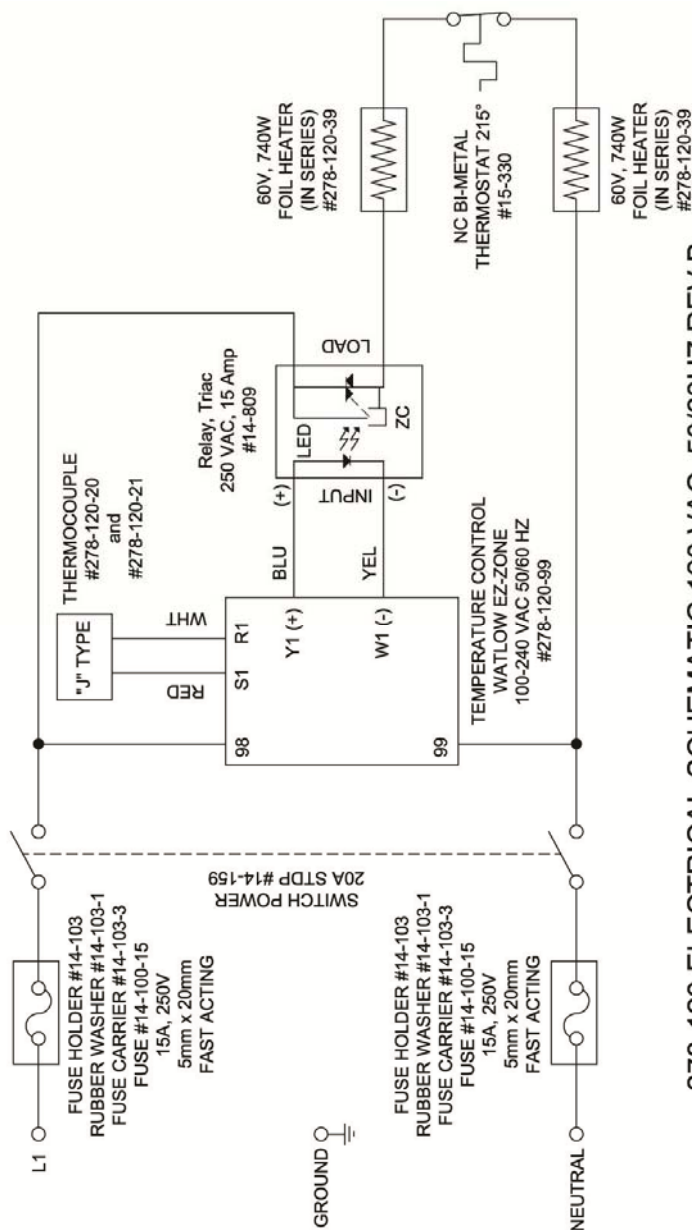 L1
FUSE HOLDER #14-103
RUBBER WASHER #14-103-1
FUSE CARRIER #14-103-3
FUSE #14-100-15
15A, 250V
5mm x 20mm
FAST ACTING
GROUND
NEUTRAL
FUSE HOLDER #14-103
RUBBER WASHER #14-103-1
FUSE CARRIER #14-103-3
FUSE #14-100-15
15A, 250V
5mm x 20mm
FAST ACTING
SWITCH POWER
20A STDP #14-159
"J" TYPE
THERMOCOUPLE
#278-120-20
and
#278-120-21
RED
WHT
98
S1
R1
Y1 (+)
W1 (-)
99
TEMPERATURE CONTROL
WATLOW EZ-ZONE
100-240 VAC 50/60 HZ
#278-120-99
BLU
YEL
Relay, Triac
250 VAC, 15 Amp
#14-809
(+)
INPUT
(-)
LED
ZC
LOAD
60V, 740W
FOIL HEATER
(IN SERIES)
#278-120-39
NC BI-METAL
THERMOSTAT 215°
#15-330
60V, 740W
FOIL HEATER
(IN SERIES)
#278-120-39
278-120 ELECTRICAL SCHEMATIC 120 VAC, 50/60HZ REV